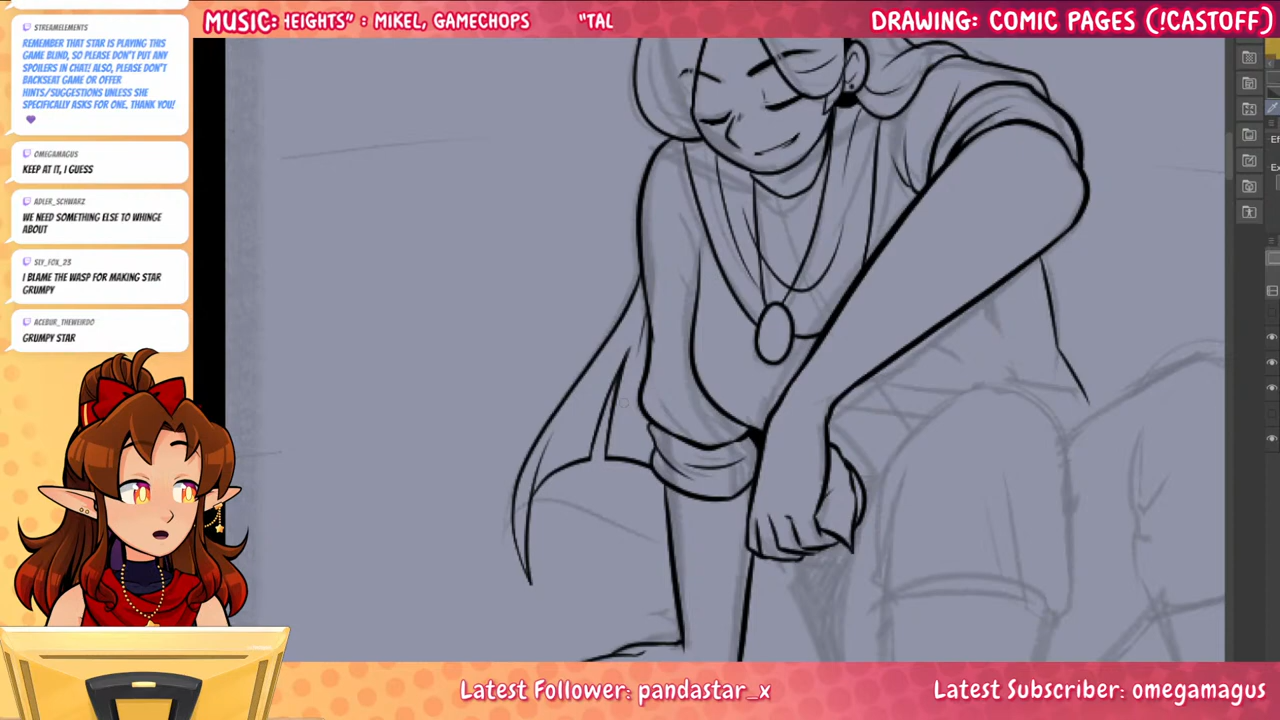 MUSIC: HEIGHTS" : MIKEL, GAMECHOPS "TAL
DRAWING: COMIC PAGES (!CASTOFF)
STREAMELEMENTS
REMEMBER THAT STAR IS PLAYING THIS
GAME BLIND, SO PLEASE DON'T PUT ANY
SPOILERS IN CHAT! ALSO, PLEASE DON'T
BACKSEAT GAME OR OFFER
HINTS/SUGGESTIONS UNLESS SHE
SPECIFICALLY ASKS FOR ONE. THANK YOU!
OMEGAMAGUS
KEEP AT IT, I GUESS
ADLER_SCHWARZ
WE NEED SOMETHING ELSE TO WHINGE
ABOUT
SLY_FOX_23
I BLAME THE WASP FOR MAKING STAR
GRUMPY
ACEBUR_THEWEIRDO
GRUMPY STAR
Latest Follower: pandastar_x
Latest Subscriber: omegamagus